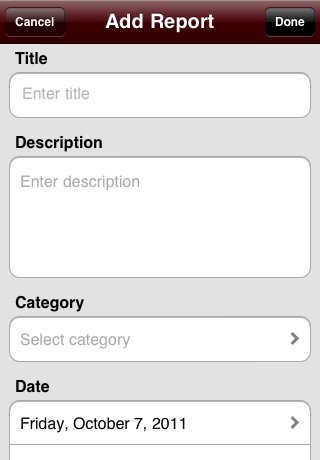 Cancel
Add Report
Done
Title
Enter title
Description
Enter description
Category
Select category
Date
Friday, October 7, 2011